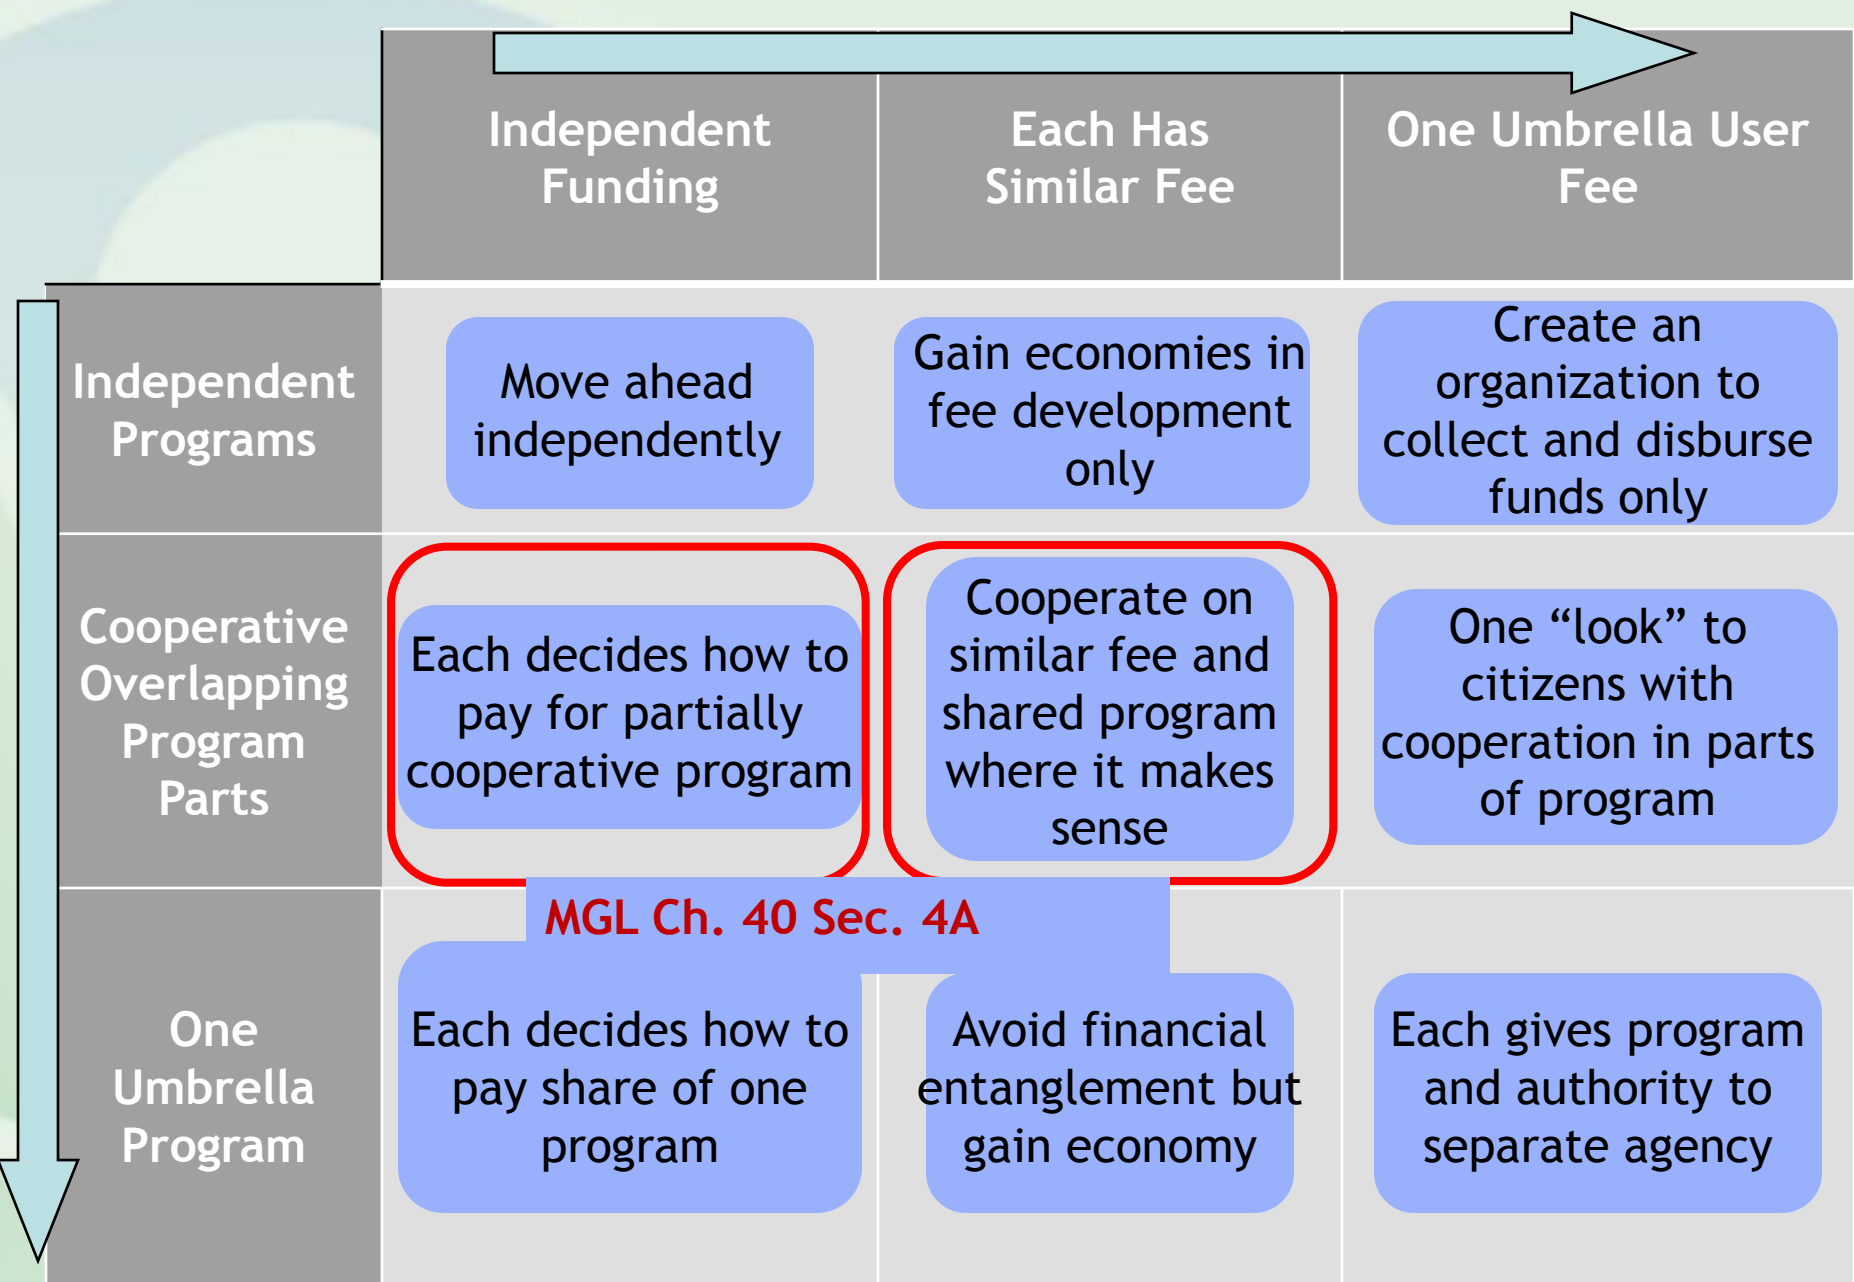 Independent
Funding
Each Has
Similar Fee
One Umbrella User
Fee
Independent
Programs
Move ahead
independently
Gain economies in
fee development
only
Create an
organization to
collect and disburse
funds only
Cooperative
Overlapping
Program
Parts
Each decides how to
pay for partially
cooperative program
Cooperate on
similar fee and
shared program
where it makes
sense
One “look” to
citizens with
cooperation in parts
of program
MGL Ch. 40 Sec. 4A
One
Umbrella
Program
Each decides how to
pay share of one
program
Avoid financial
entanglement but
gain economy
Each gives program
and authority to
separate agency